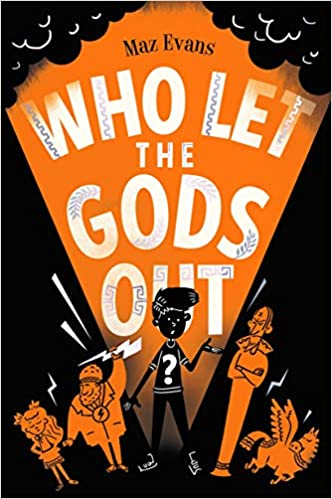 Maz Evans
WHO LET
THE
GODS
OUT
?